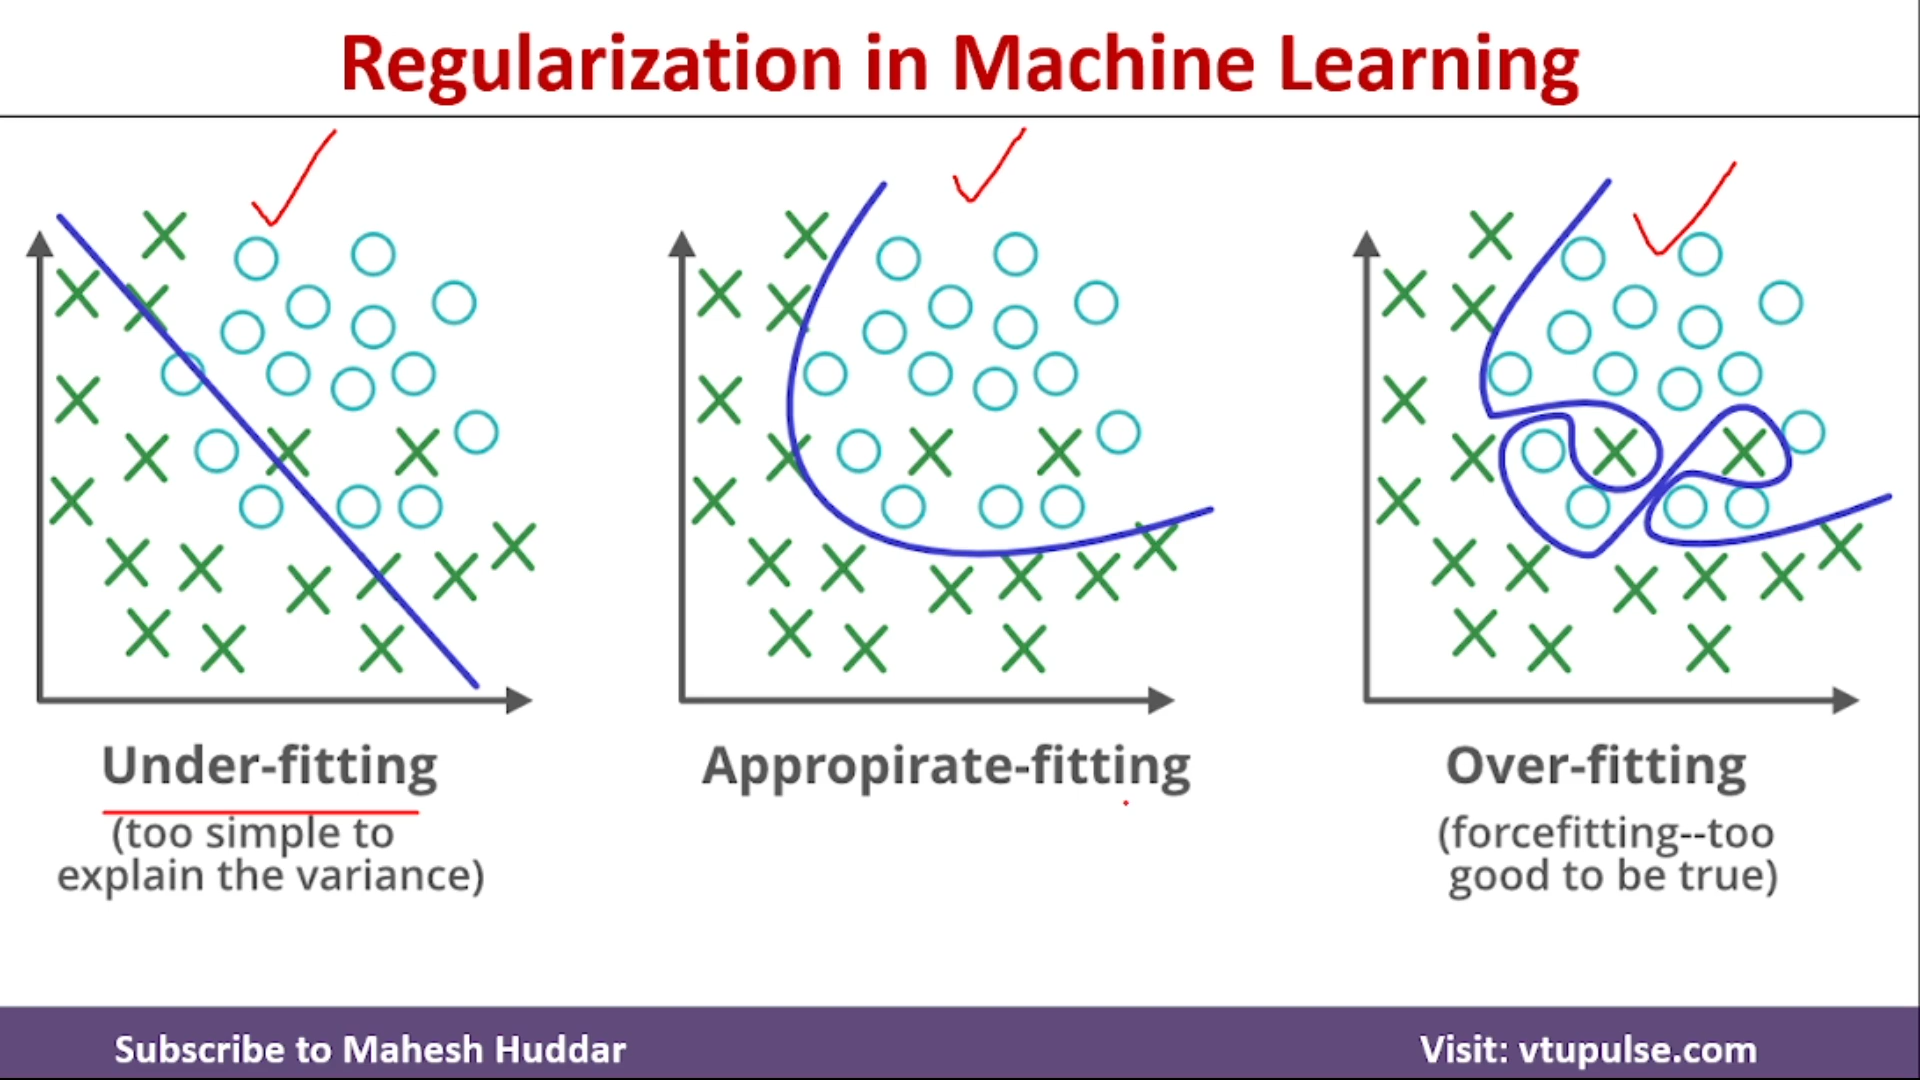 Regularization in Machine Learning
Under-fitting
(too simple to
explain the variance)
Appropirate-fitting
Over-fitting
(forcefitting--too
good to be true)
Subscribe to Mahesh Huddar
Visit: vtupulse.com